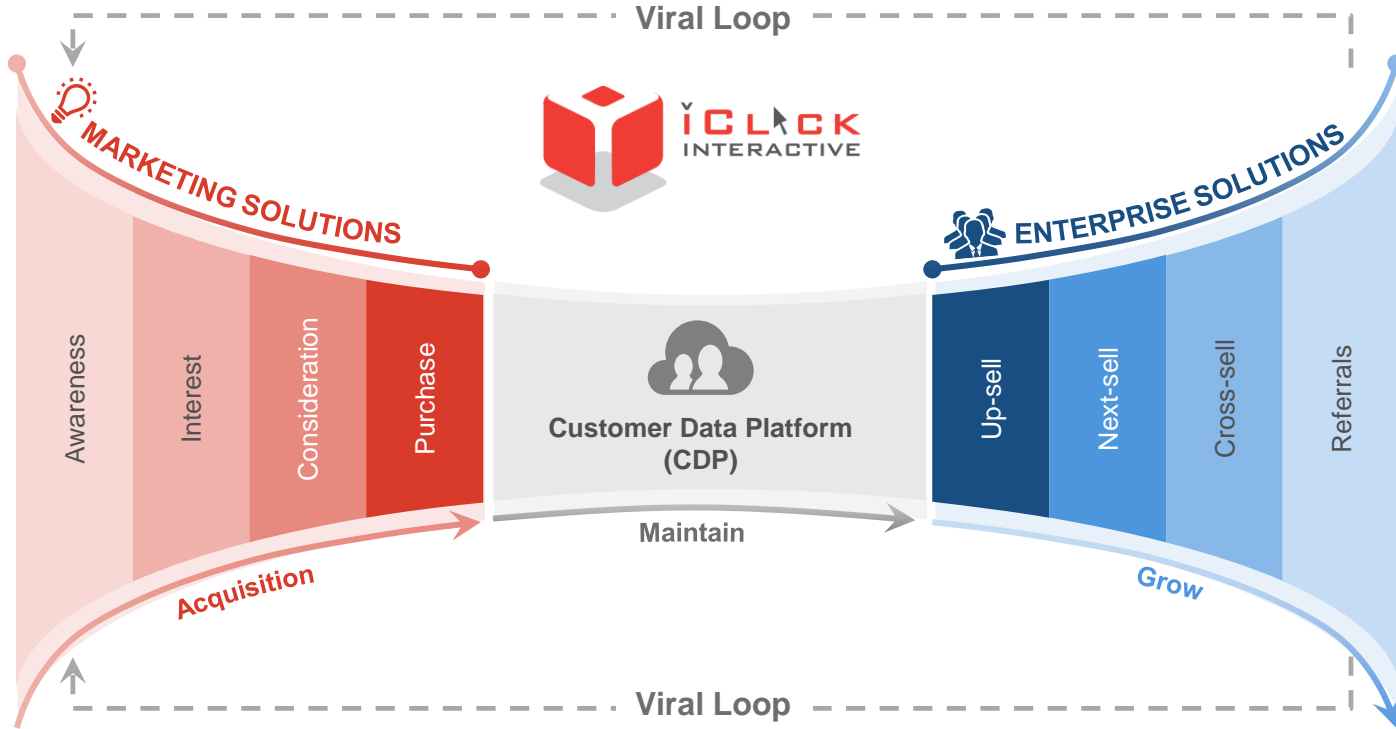 Viral Loop
iCLICK
INTERACTIVE
MARKETING SOLUTIONS
ENTERPRISE SOLUTIONS
Awareness
Interest
Consideration
Purchase
Customer Data Platform
(CDP)
Up-sell
Next-sell
Cross-sell
Referrals
Maintain
Acquisition
Grow
Viral Loop